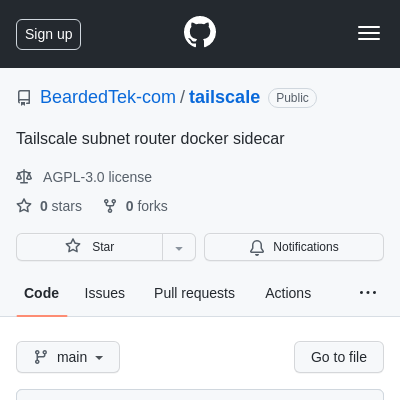 Sign up
BeardedTek-com / tailscale Public
Tailscale subnet router docker sidecar
AGPL-3.0 license
0 stars 0 forks
Star Notifications
Code Issues Pull requests Actions
main Go to file